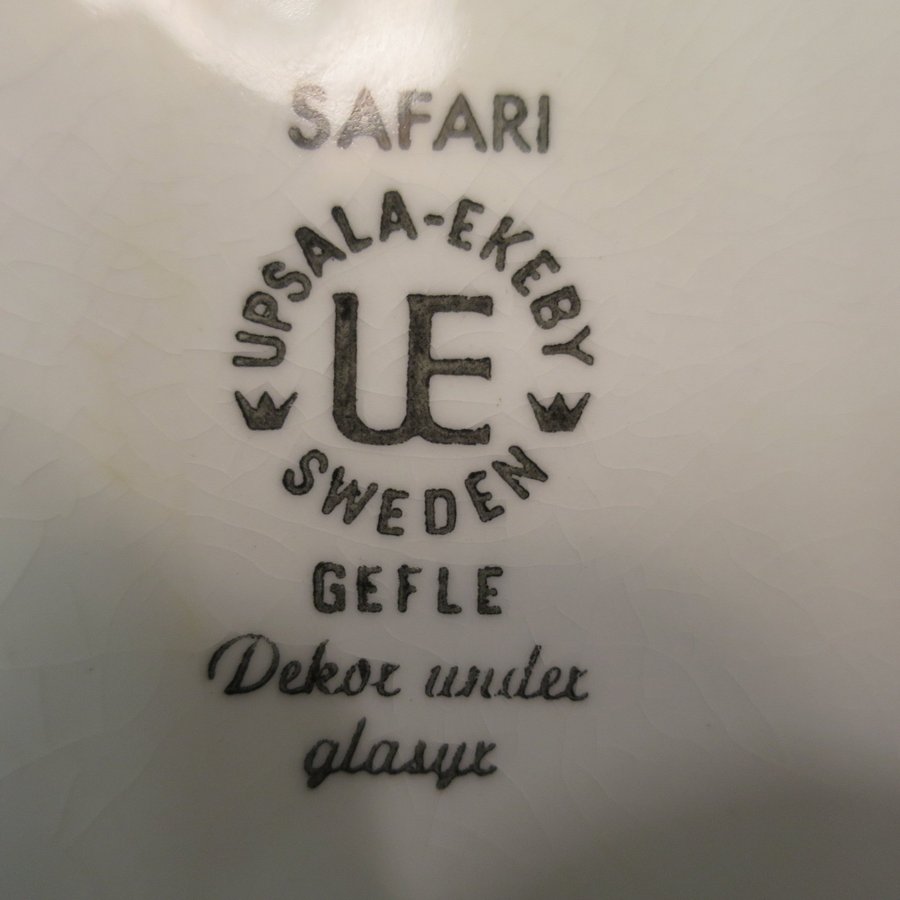 SAFARI
UPSALA-EKEBY
UE
SWEDEN
GEFLE
Dekor under
glasyr